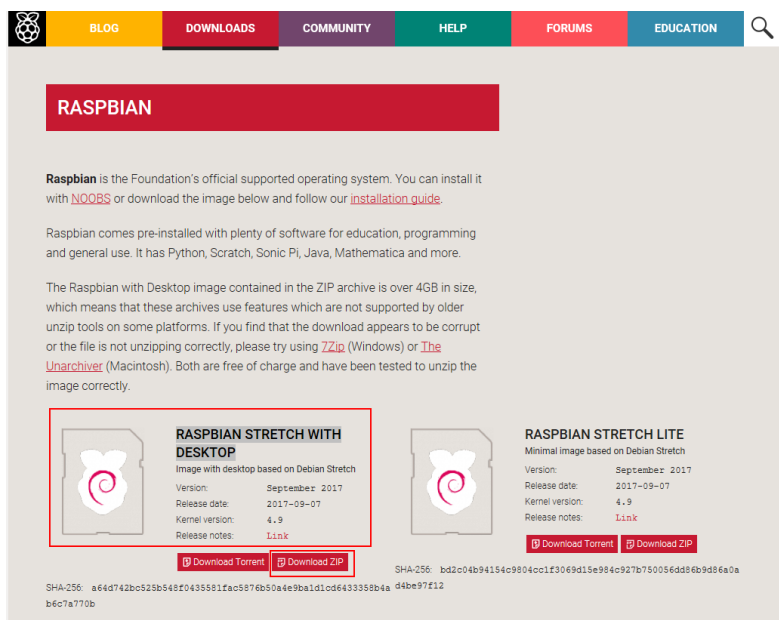 BLOG DOWNLOADS COMMUNITY HELP FORUMS EDUCATION
RASPBIAN
Raspbian is the Foundation's official supported operating system. You can install it
with NOOBS or download the image below and follow our installation guide.
Raspbian comes pre-installed with plenty of software for education, programming
and general use. It has Python, Scratch, Sonic Pi, Java, Mathematica and more.
The Raspbian with Desktop image contained in the ZIP archive is over 4GB in size,
which means that these archives use features which are not supported by older
unzip tools on some platforms. If you find that the download appears to be corrupt
or the file is not unzipping correctly, please try using 7Zip (Windows) or The
Unarchiver (Macintosh). Both are free of charge and have been tested to unzip the
image correctly.
RASPBIAN STRETCH WITH
DESKTOP
Image with desktop based on Debian Stretch
Version: September 2017
Release date: 2017-09-07
Kernel version: 4.9
Release notes: Link
Download Torrent Download ZIP
SHA-256: a64d742bc525b548f0435581fac5876b50a4e9ba1d1cd6433358b4a
b6c7a770b
RASPBIAN STRETCH LITE
Minimal image based on Debian Stretch
Version: September 2017
Release date: 2017-09-07
Kernel version: 4.9
Release notes: Link
Download Torrent Download ZIP
SHA-256: bd2c04b94154c9804cc1f3069d15e984c927b750056dd86b9d86a0a
d4be97f12